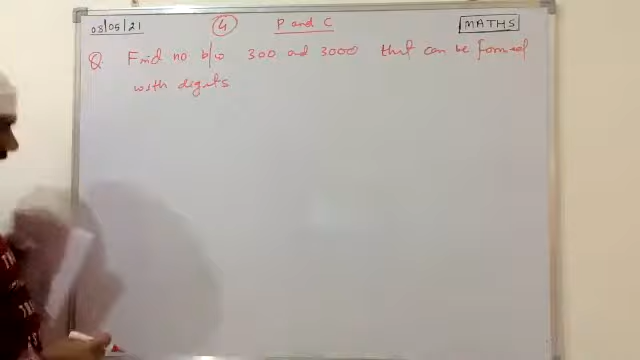 03/05/21 4 P and C MATHS
Q. Find no b/w 300 and 3000 that can be formed
with digits